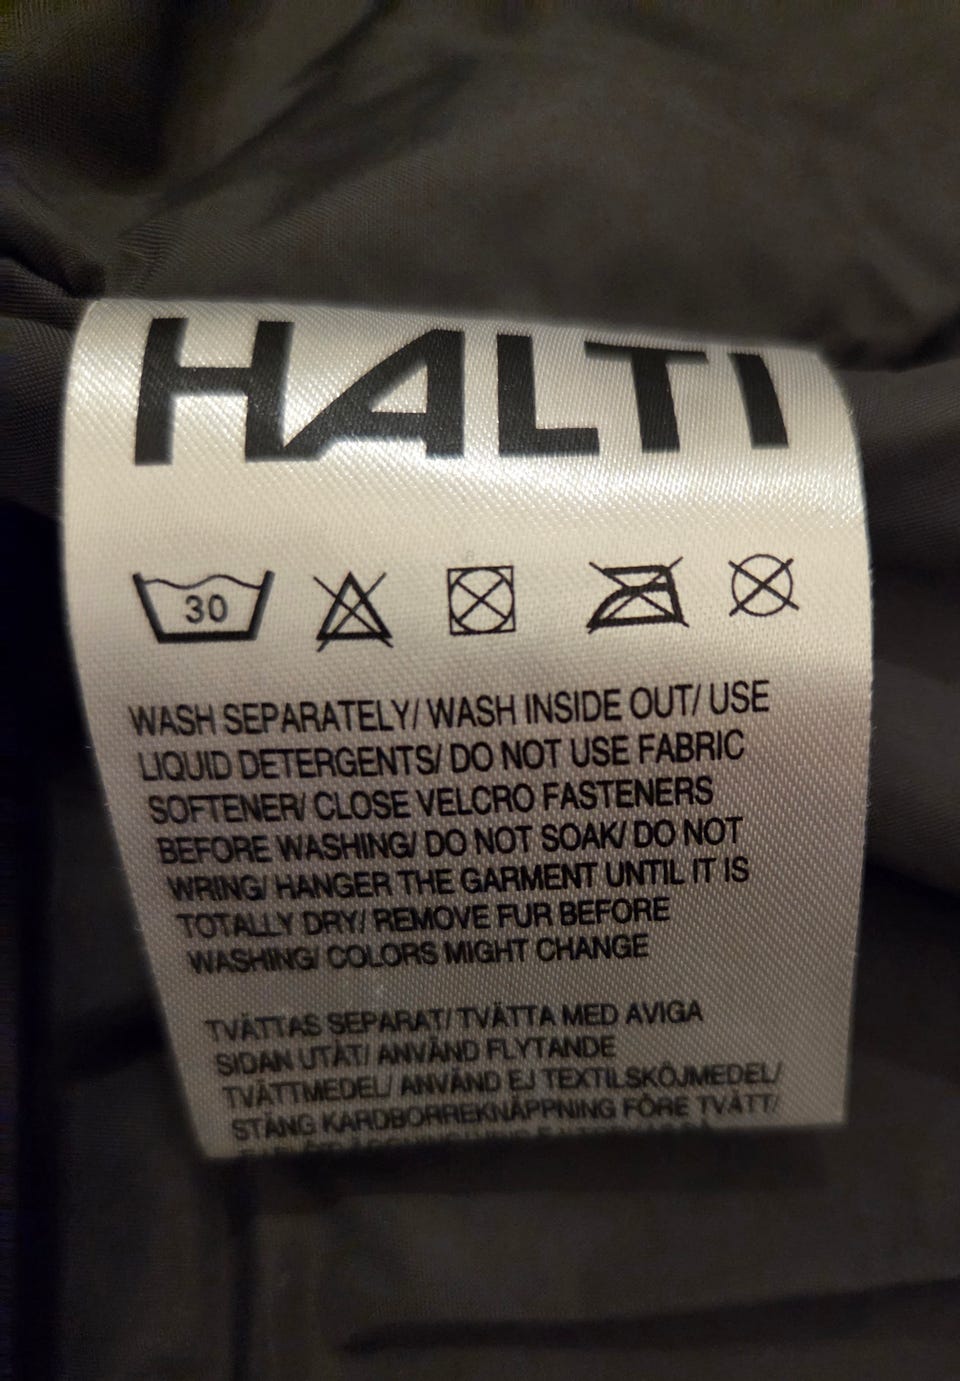 HALTI
30
WASH SEPARATELY/ WASH INSIDE OUT/ USE
LIQUID DETERGENTS/ DO NOT USE FABRIC
SOFTENER/ CLOSE VELCRO FASTENERS
BEFORE WASHING/ DO NOT SOAK/ DO NOT
WRING/ HANGER THE GARMENT UNTIL IT IS
TOTALLY DRY/ REMOVE FUR BEFORE
WASHING/ COLORS MIGHT CHANGE
TVÄTTAS SEPARAT/ TVÄTTA MED AVIGA
SIDAN UTÅT/ ANVÄND FLYTANDE
TVÄTTMEDEL/ ANVÄND EJ TEXTILSKÖJMEDEL/
STÄNG KARDBORREKNÄPPNING FÖRE TVÄTT/